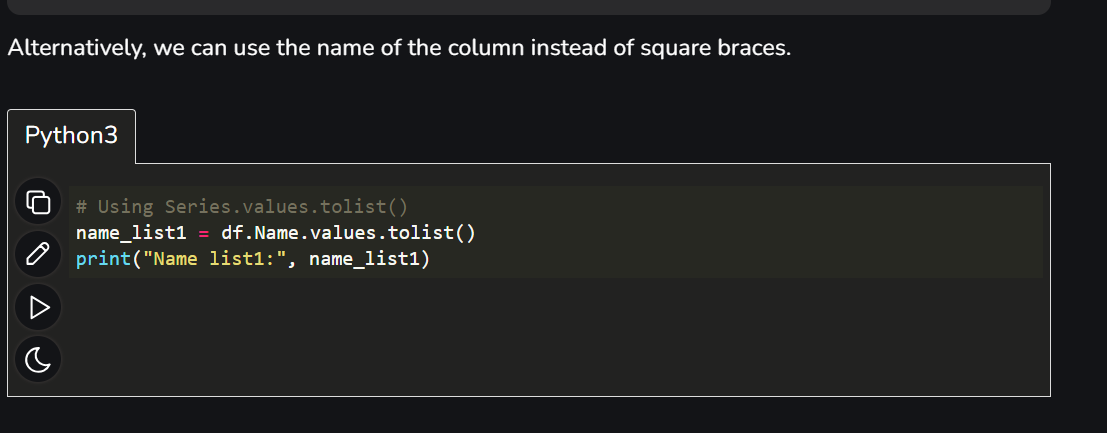 Alternatively, we can use the name of the column instead of square braces.
Python3
# Using Series.values.tolist()
name_list1 = df.Name.values.tolist()
print("Name list1:", name_list1)